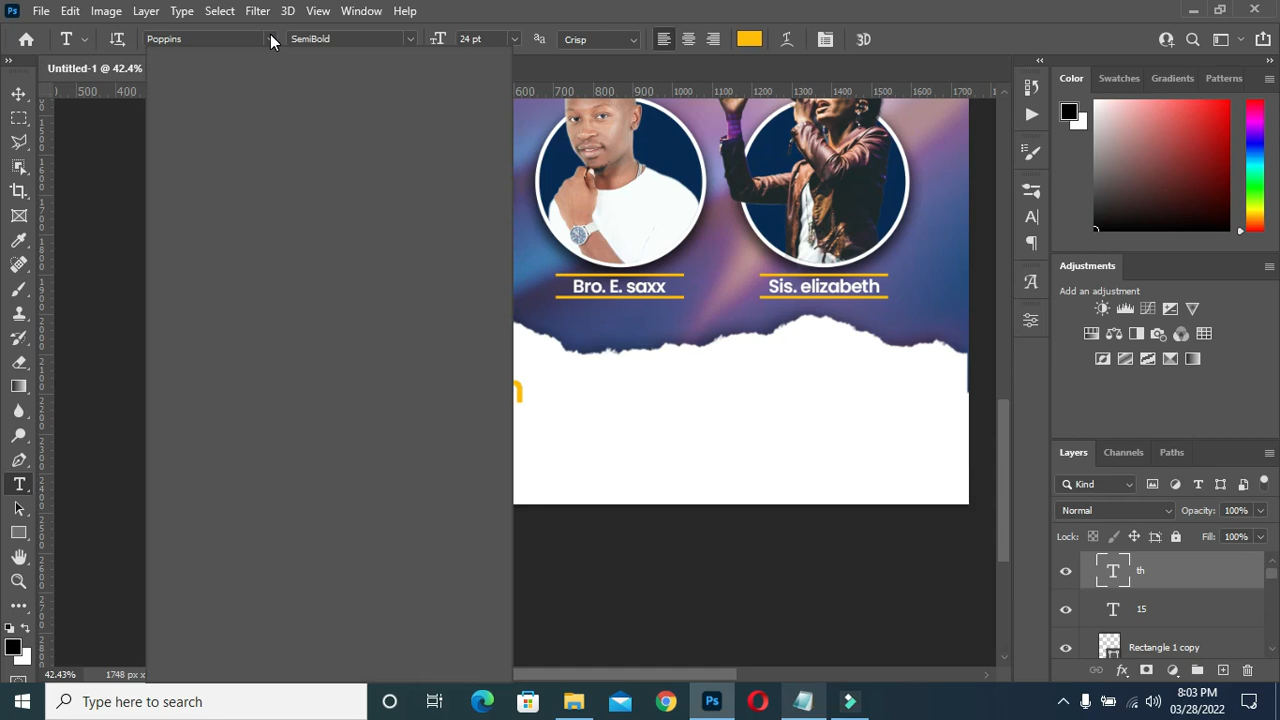 Ps File Edit Image Layer Type Select Filter 3D View Window Help
T Poppins SemiBold 24 pt Crisp 3D
Untitled-1 @ 42.4%
500 400 600 700 800 900 1000 1100 1200 1300 1400 1500 1600 1700
Color Swatches Gradients Patterns
Bro. E. saxx Sis. elizabeth
Adjustments
Add an adjustment
Layers Channels Paths
Kind
Normal Opacity: 100%
Lock: Fill: 100%
T th
T 15
Rectangle 1 copy
42.43% 1748 px x
Type here to search
8:03 PM
03/28/2022